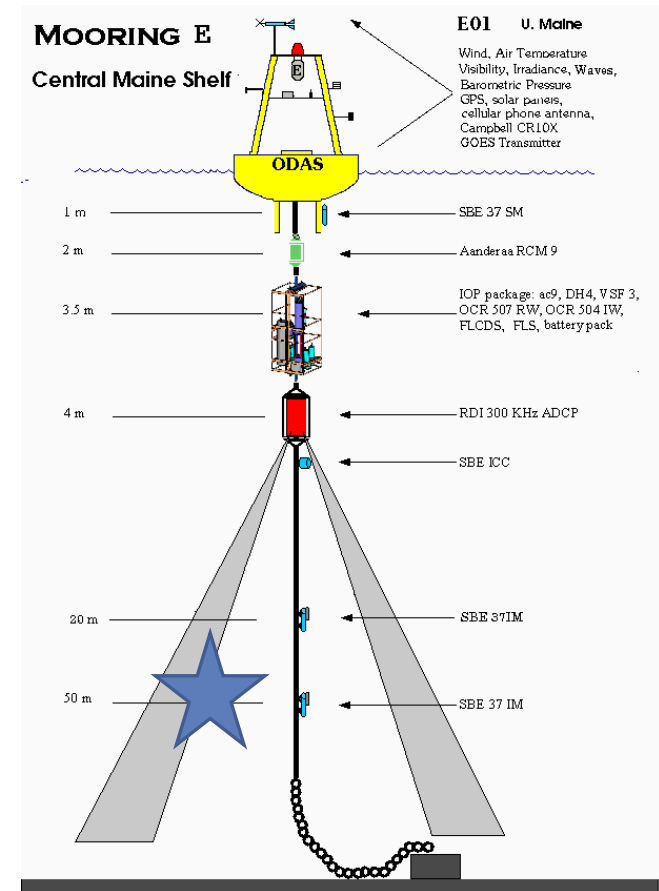 MOORING E
Central Maine Shelf
E01 U. Maine
Wind, Air Temperature
Visibility, Irradiance, Waves,
Barometric Pressure
GPS, solar panels,
cellular phone antenna,
Campbell CR10X
GOES Transmitter
E
ODAS
1 m
SBE 37 SM
2 m
Aanderaa RCM 9
3.5 m
IOP package: ac9, DH4, VSF 3,
OCR 507 RW, OCR 504 IW,
FLCDS, FLS, battery pack
4 m
RDI 300 KHz ADCP
SBE ICC
20 m
SBE 37IM
50 m
SBE 37 IM